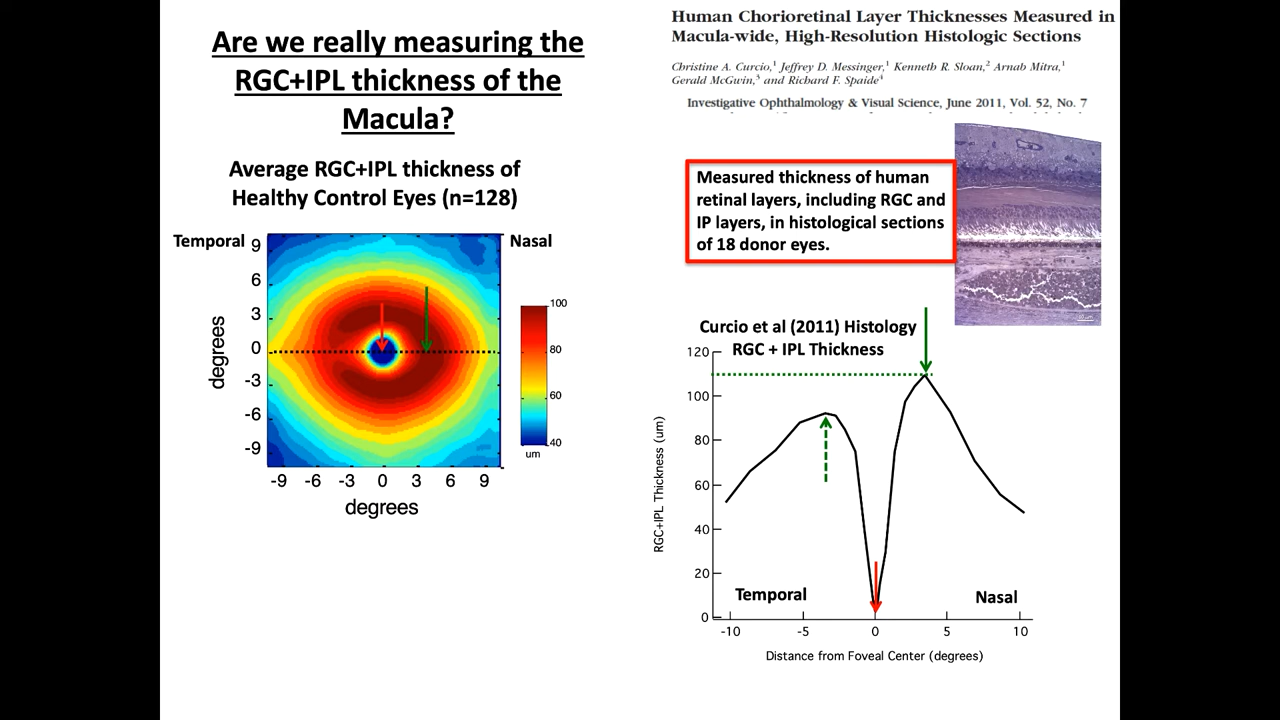 Are we really measuring the
RGC+IPL thickness of the
Macula?
Average RGC+IPL thickness of
Healthy Control Eyes (n=128)
Temporal
Nasal
9
6
3
0
-3
-6
-9
degrees
-9 -6 -3 0 3 6 9
degrees
100
80
60
40
um
Human Chorioretinal Layer Thicknesses Measured in
Macula-wide, High-Resolution Histologic Sections
Christine A. Curcio,1 Jeffrey D. Messinger,1 Kenneth R. Sloan,2 Arnab Mitra,1
Gerald McGwin,3 and Richard F. Spaide4
Investigative Ophthalmology & Visual Science, June 2011, Vol. 52, No. 7
Measured thickness of human
retinal layers, including RGC and
IP layers, in histological sections
of 18 donor eyes.
Curcio et al (2011) Histology
RGC + IPL Thickness
120
100
80
60
40
20
0
RGC+IPL Thickness (um)
Temporal
Nasal
-10 -5 0 5 10
Distance from Foveal Center (degrees)